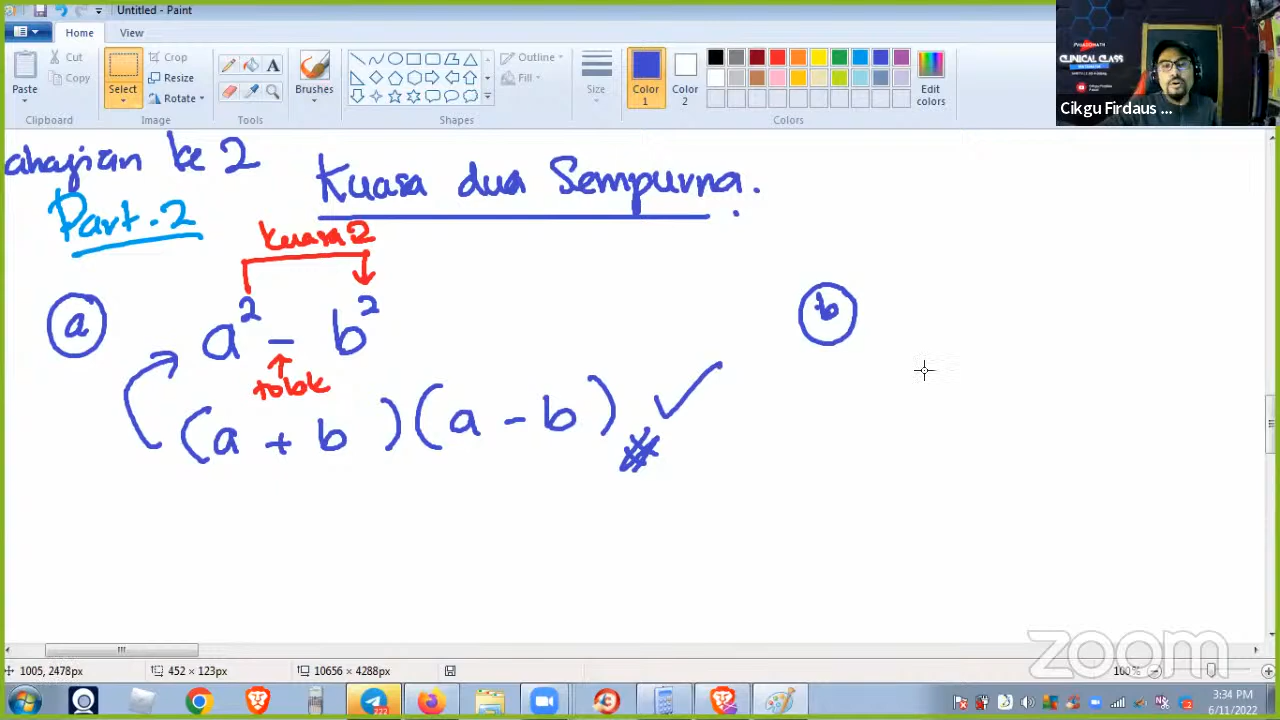 Untitled - Paint
Home View
Paste
Cut
Copy
Clipboard
Select
Crop
Resize
Rotate
Image
Tools
Brushes
Shapes
Outline
Fill
Size
Color 1
Color 2
Edit colors
Colors
CLINICAL CLASS
Cikgu Firdaus ...
ahagian ke 2
Kuasa dua Sempurna.
Part-2
kuasa 2
a
a² - b²
tolak
(a + b)(a - b) ✓
#
b
zoom
1005, 2478px
452 × 123px
10656 × 4288px
100%
222
3:34 PM
6/11/2022